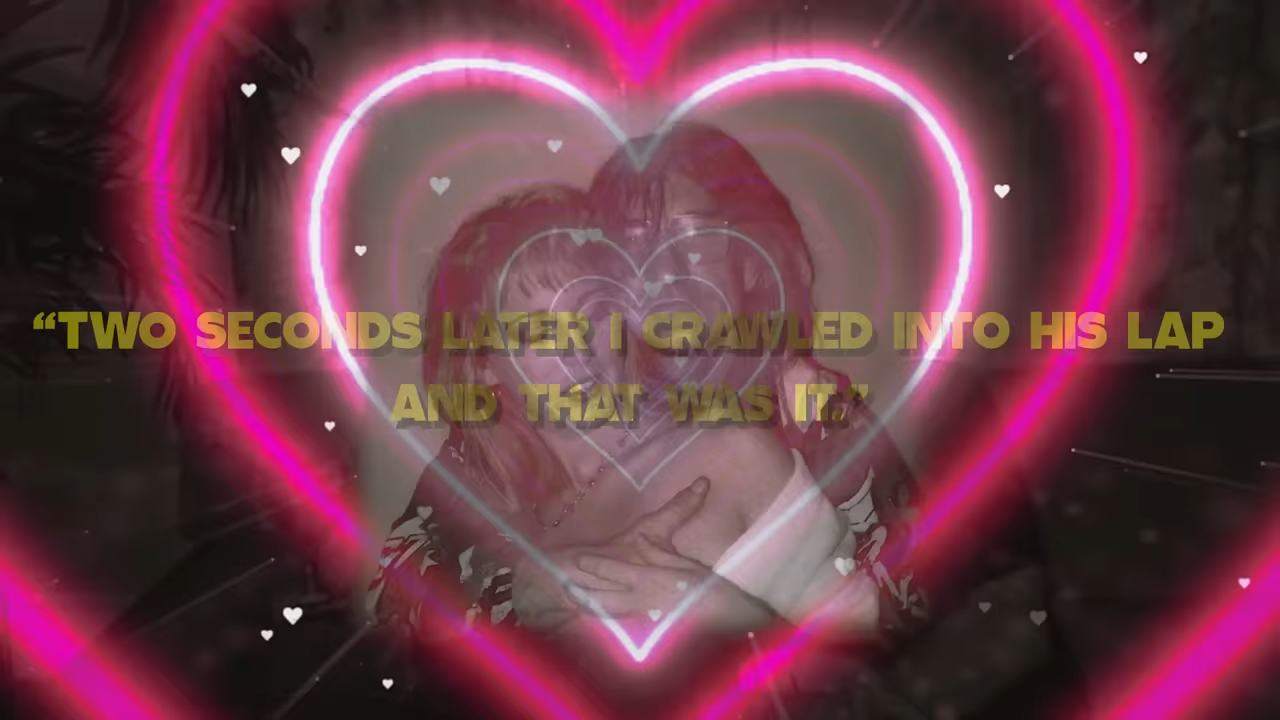 “TWO SECONDS LATER I CRAWLED INTO HIS LAP
AND THAT WAS IT.”